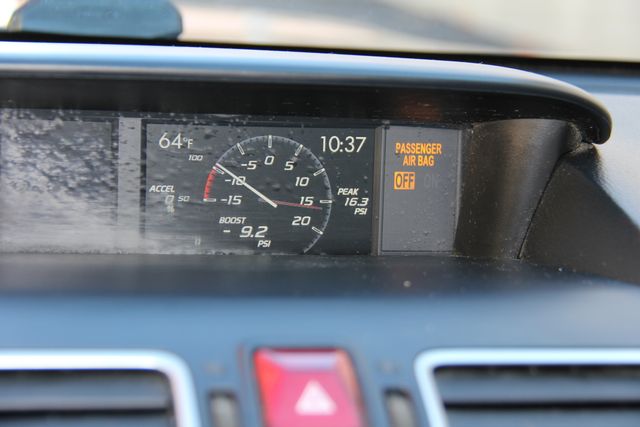 64°F
10:37
PASSENGER
AIR BAG
OFF
100
50
ACCEL
0
%
-15
-10
-5
0
5
10
15
20
BOOST
- 9.2
PSI
PEAK
16.3
PSI